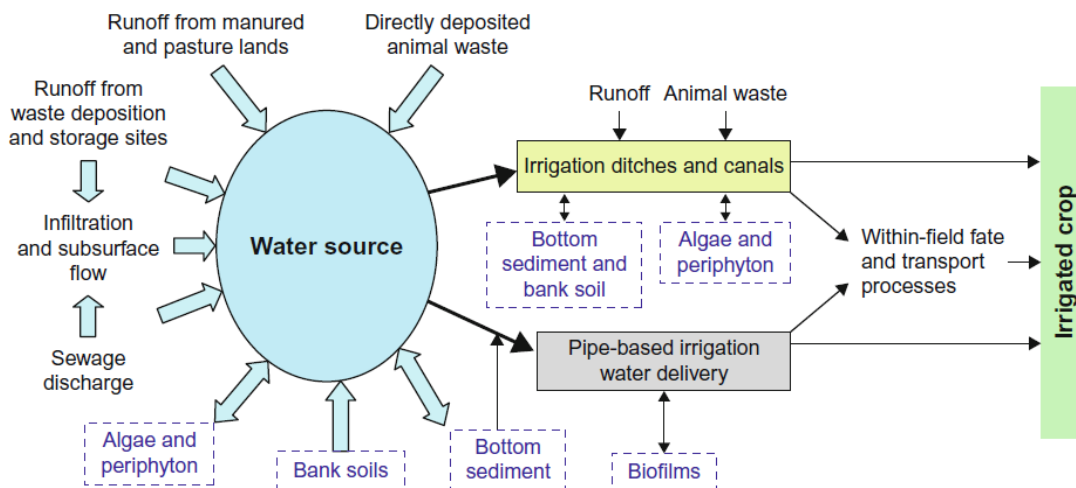 Runoff from manured
and pasture lands
Directly deposited
animal waste
Runoff from
waste deposition
and storage sites
Infiltration
and subsurface
flow
Sewage
discharge
Water source
Algae and
periphyton
Bank soils
Bottom
sediment
Runoff
Animal waste
Irrigation ditches and canals
Bottom
sediment and
bank soil
Algae and
periphyton
Pipe-based irrigation
water delivery
Biofilms
Within-field fate
and transport
processes
Irrigated crop